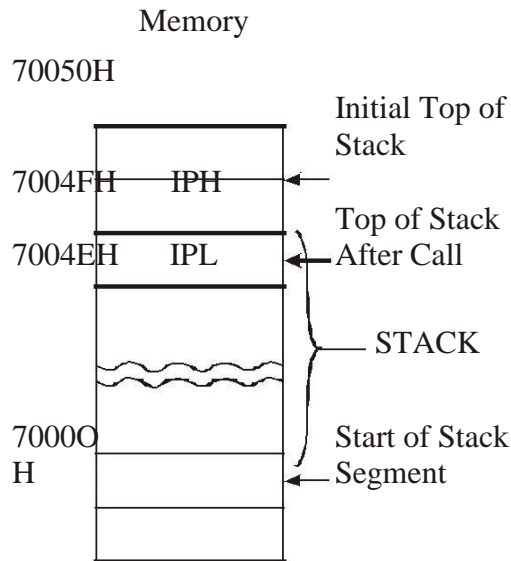 Memory
70050H
Initial Top of
Stack
7004FH IPH
Top of Stack
7004EH IPL After Call
STACK
7000O
H
Start of Stack
Segment